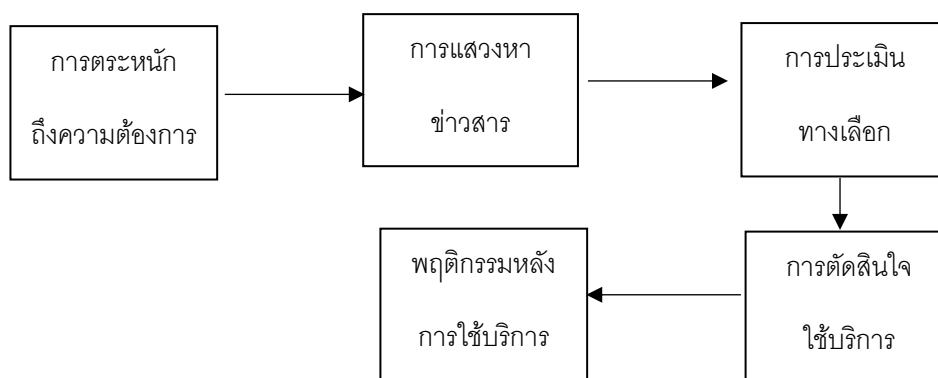 การตระหนัก
ถึงความต้องการ
การแสวงหา
ข่าวสาร
การประเมิน
ทางเลือก
การตัดสินใจ
ใช้บริการ
พฤติกรรมหลัง
การใช้บริการ